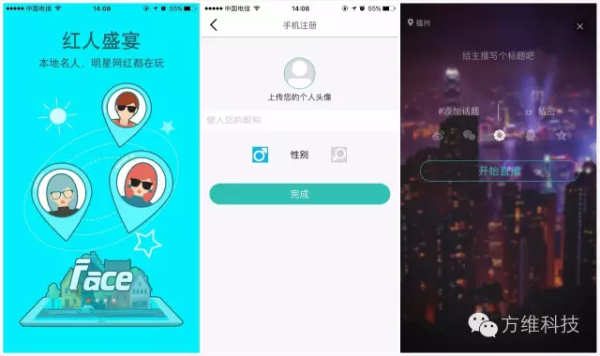 中国电信 14:08 55%
红人盛宴
本地名人，明星网红都在玩
Face
中国电信 14:08 55%
手机注册
上传您的个人头像
输入您的昵称
性别
完成
福州
给主播写个标题吧
#添加话题 私密
开始直播
方维科技